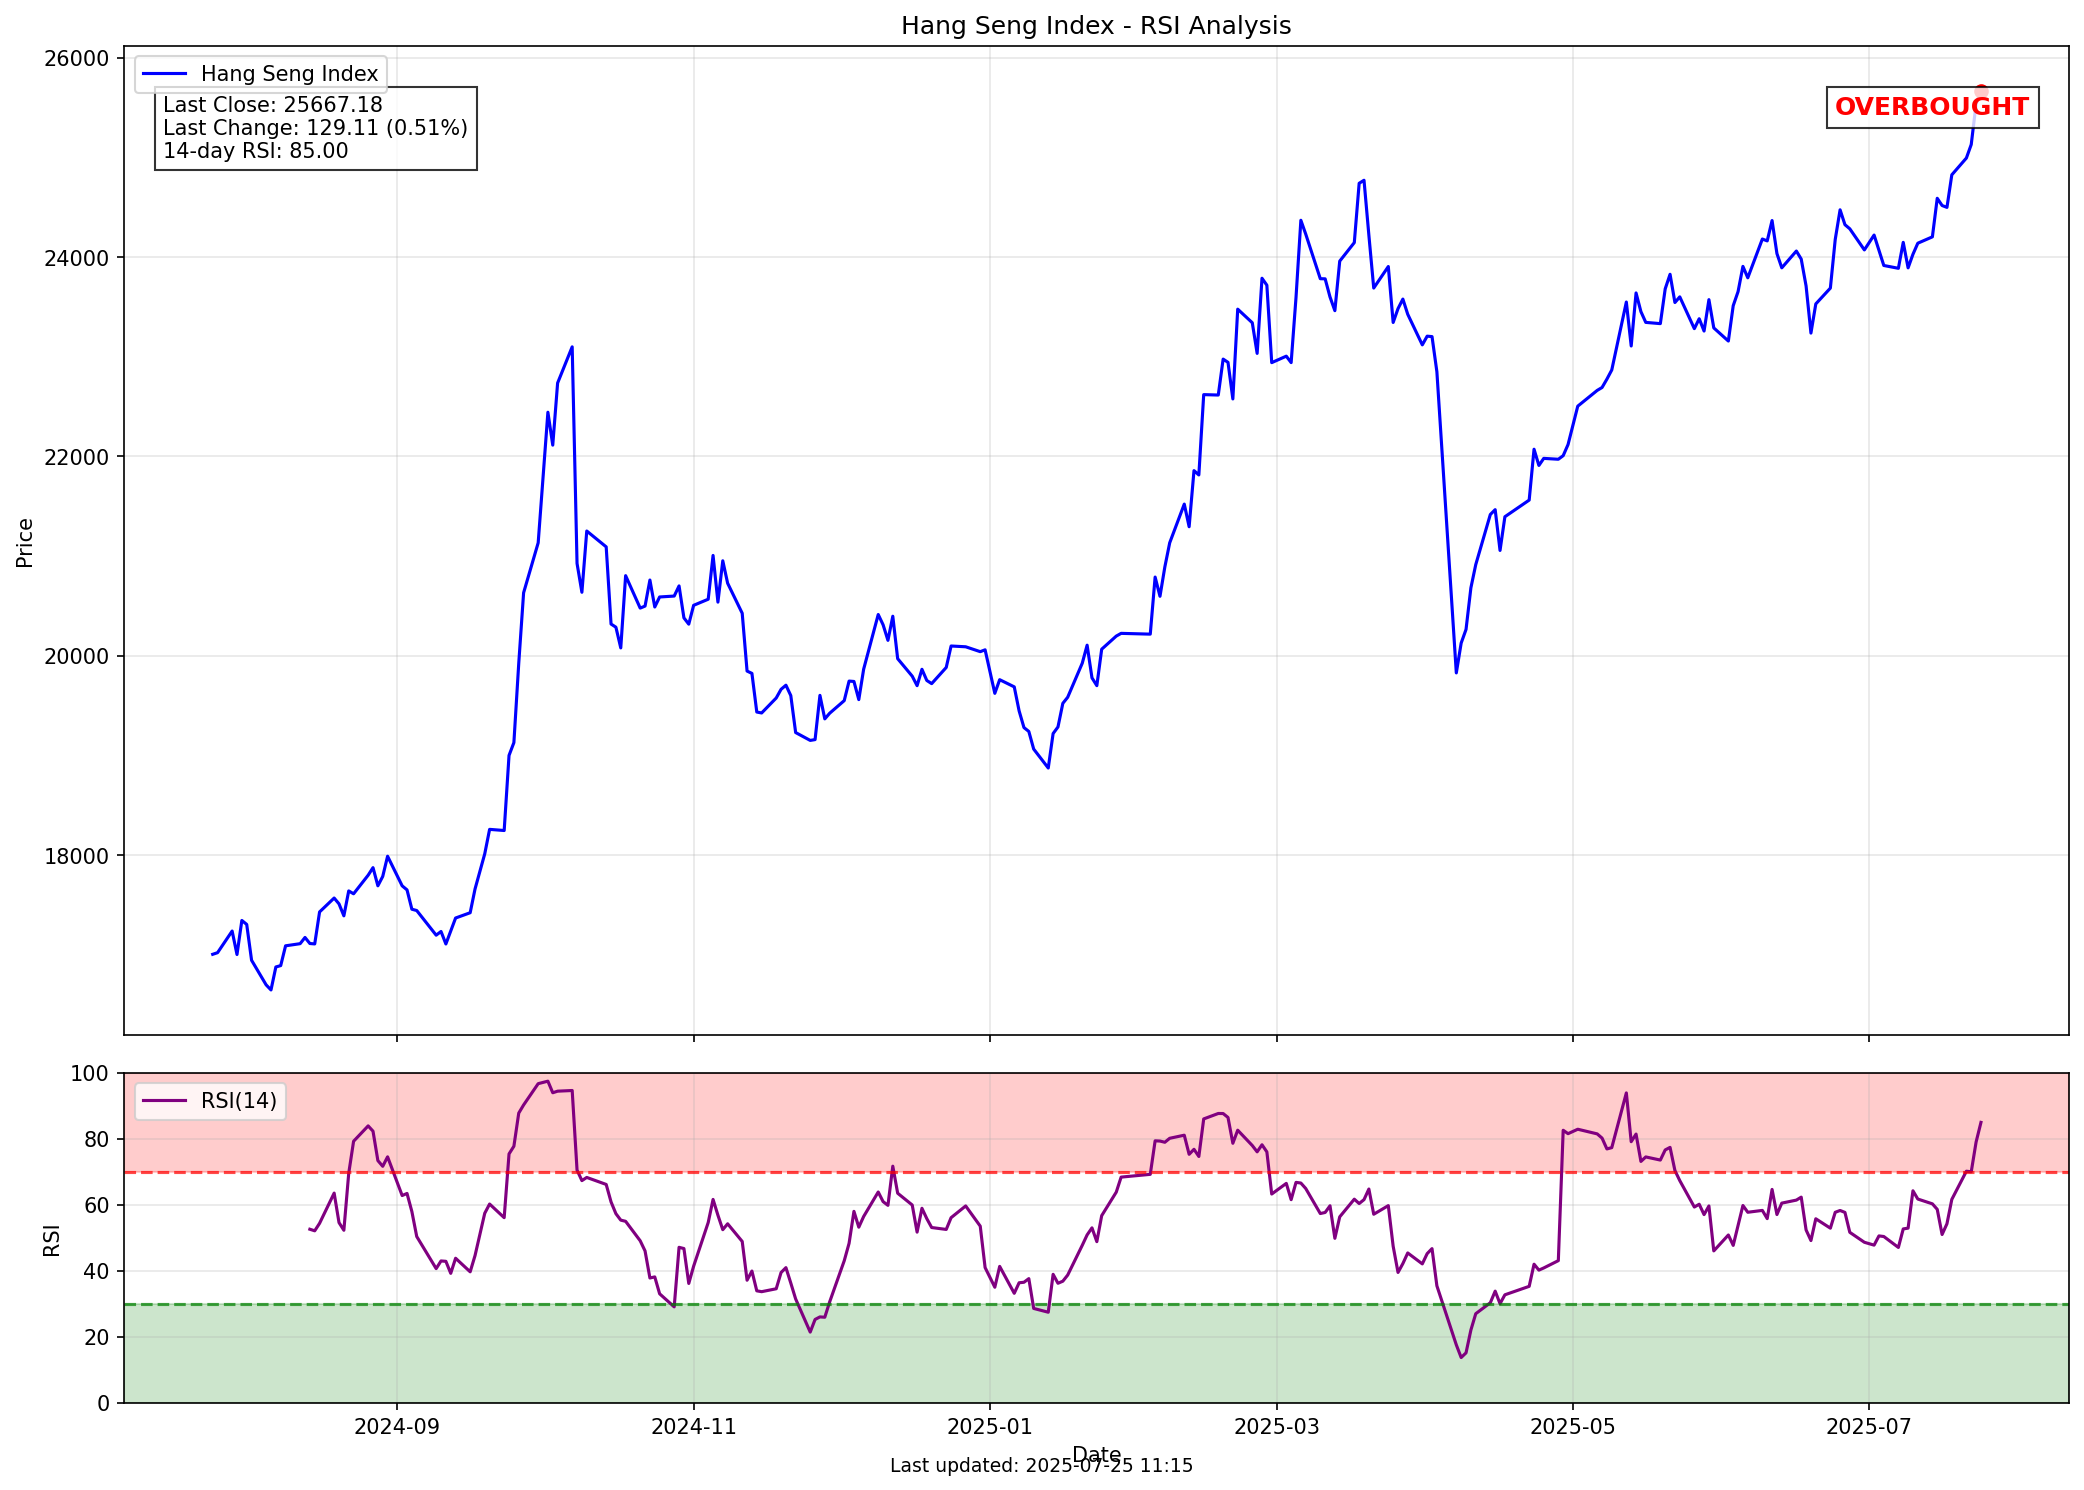 Hang Seng Index - RSI Analysis
26000
24000
22000
20000
18000
Price
Hang Seng Index
Last Close: 25667.18
Last Change: 129.11 (0.51%)
14-day RSI: 85.00
OVERBOUGHT
100
80
60
40
20
0
RSI
RSI(14)
2024-09
2024-11
2025-01
2025-03
2025-05
2025-07
Date
Last updated: 2025-07-25 11:15